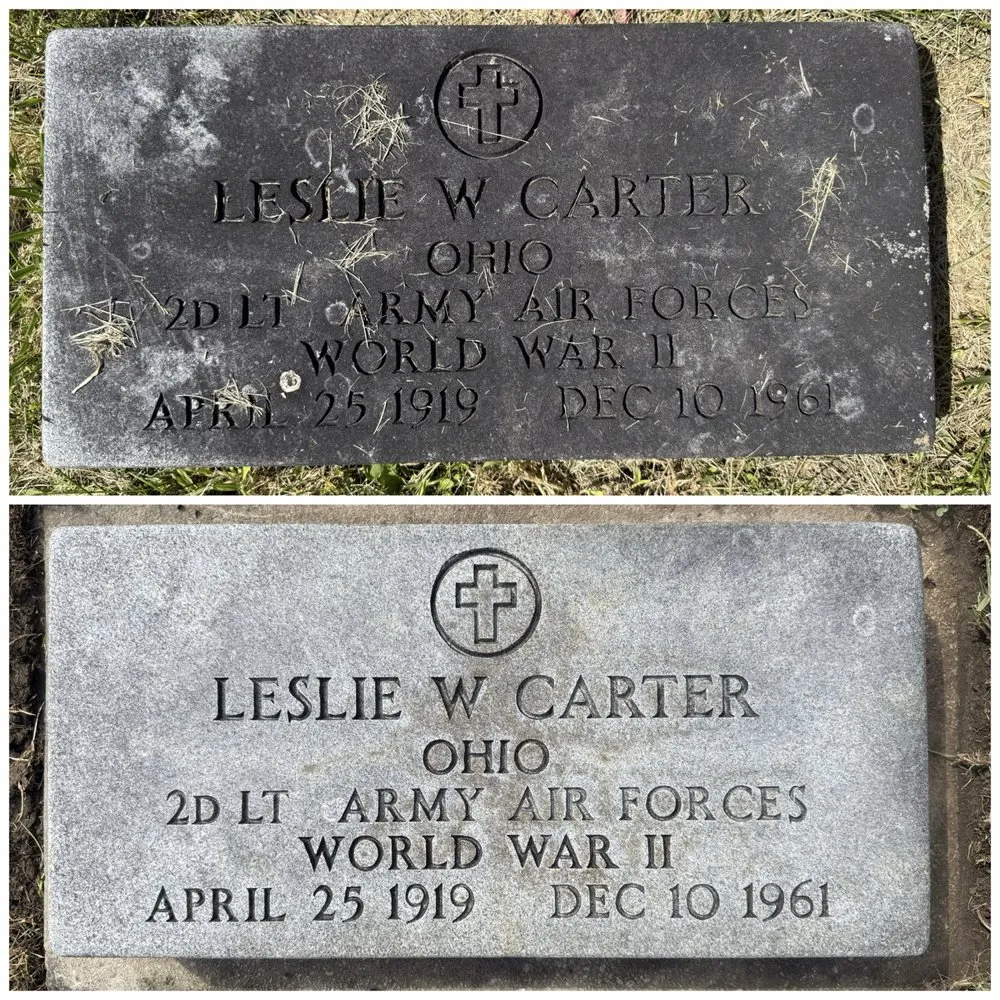 LESLIE W CARTER
OHIO
2D LT ARMY AIR FORCES
WORLD WAR II
APRIL 25 1919 DEC 10 1961
LESLIE W CARTER
OHIO
2D LT ARMY AIR FORCES
WORLD WAR II
APRIL 25 1919 DEC 10 1961